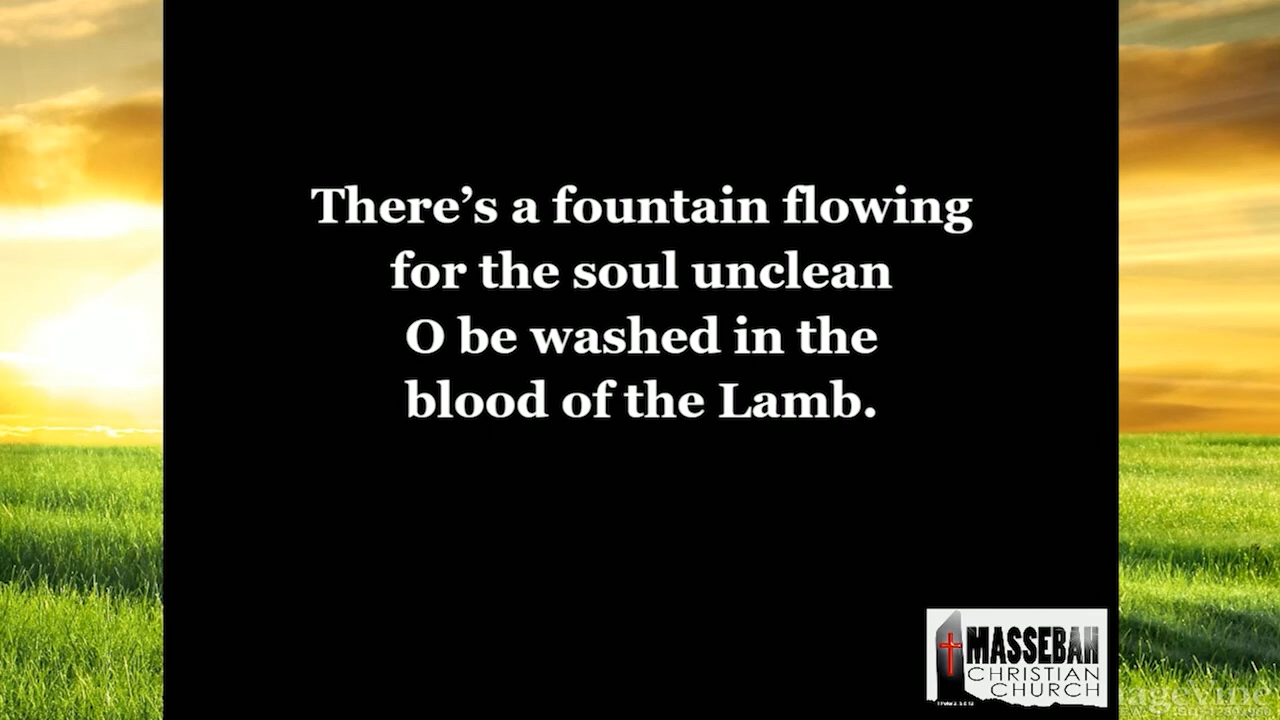 There’s a fountain flowing
for the soul unclean
O be washed in the
blood of the Lamb.
MASSEBAH
CHRISTIAN
CHURCH